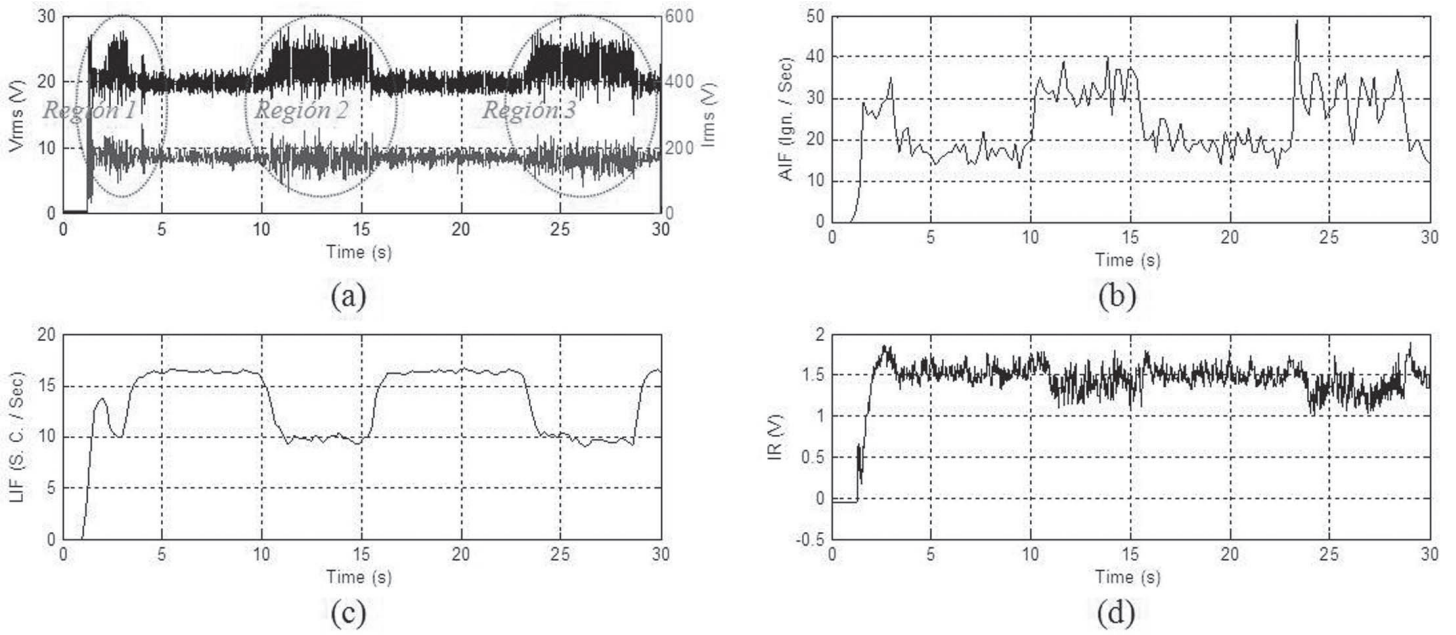 30
20
10
0
Vrms (V)
600
400
200
0
Irms (V)
Región 1
Región 2
Región 3
0 5 10 15 20 25 30
Time (s)
(a)
50
40
30
20
10
0
AIF (Ign. / Sec)
0 5 10 15 20 25 30
Time (s)
(b)
20
15
10
5
0
LIF (S. C. / Sec)
0 5 10 15 20 25 30
Time (s)
(c)
2
1.5
1
0.5
0
-0.5
IR (V)
0 5 10 15 20 25 30
Time (s)
(d)